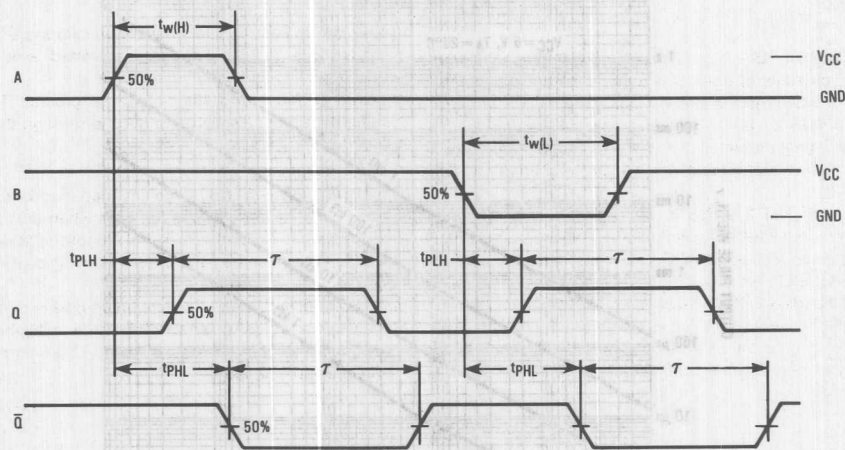 tw(H)
A
50%
VCC
GND
tw(L)
B
50%
VCC
GND
tPLH
τ
tPLH
τ
Q
50%
tPHL
τ
tPHL
τ
Q̅
50%